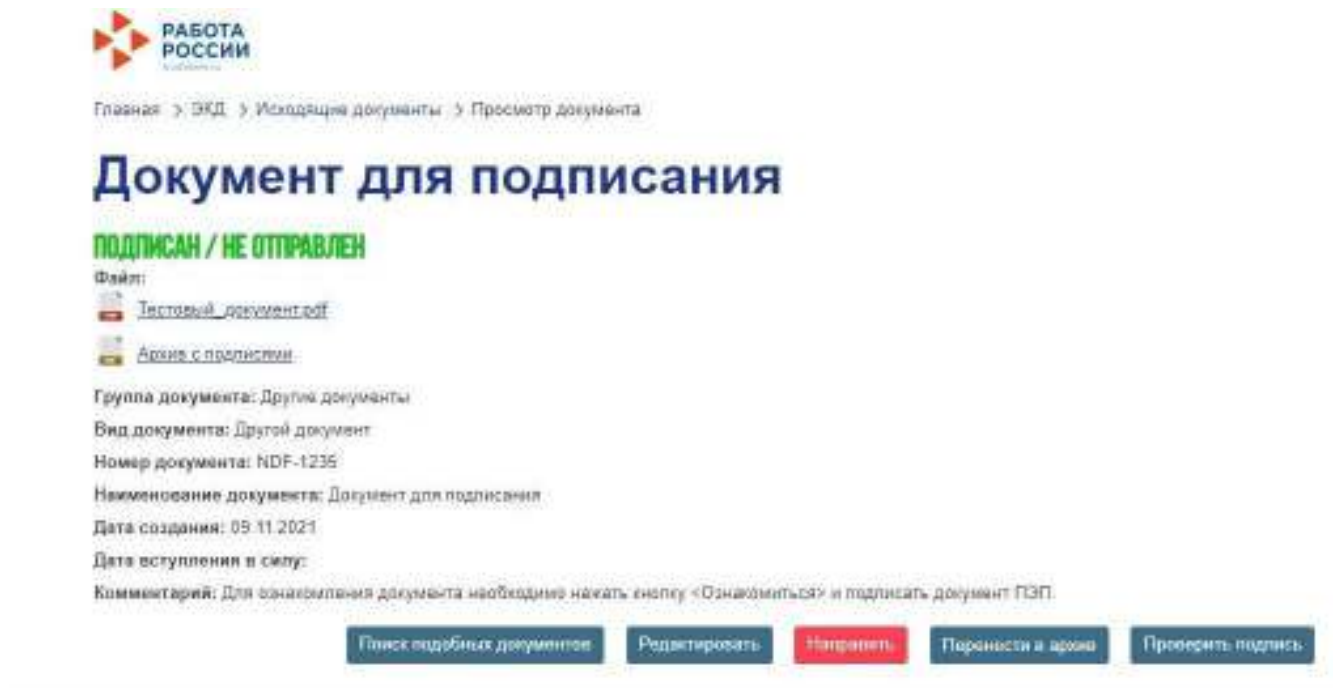 РАБОТА
РОССИИ
Главная > ЭКД > Исходящие документы > Просмотр документа
Документ для подписания
ПОДПИСАН / НЕ ОТПРАВЛЕН
Файл:
Тестовый_документ.pdf
Архив с подписями
Группа документа: Другие документы
Вид документа: Другой документ
Номер документа: NDF-1235
Наименование документа: Документ для подписания
Дата создания: 09.11.2021
Дата вступления в силу:
Комментарий: Для ознакомления документа необходимо нажать кнопку <Ознакомиться> и подписать документ ПЭП.
Поиск подобных документов Редактировать Направить Перенести в архив Проверить подпись